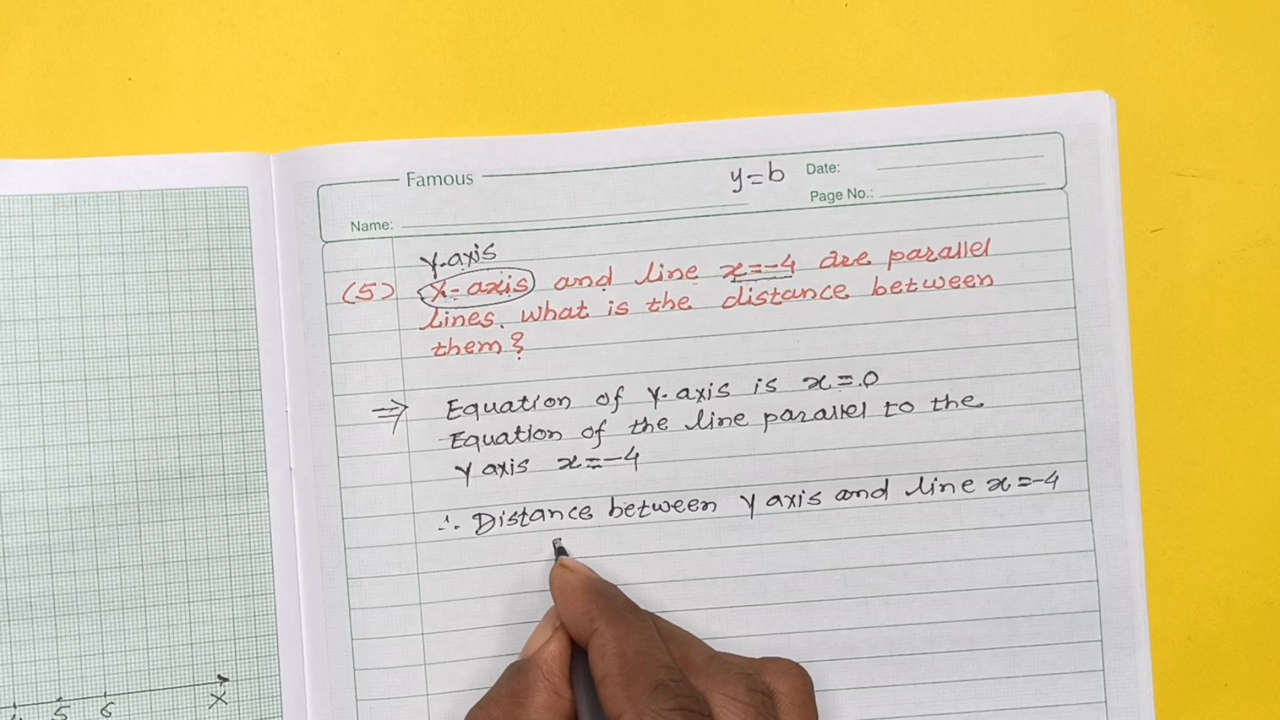 Famous
y=b
Date:
Page No.:
Name:
Y-axis
(5) X-axis and line x=-4 are parallel
lines. what is the distance between
them?
⇒ Equation of Y-axis is x=0
Equation of the line parallel to the
Y axis x=-4
∴ Distance between Y axis and line x=-4
5 6 X